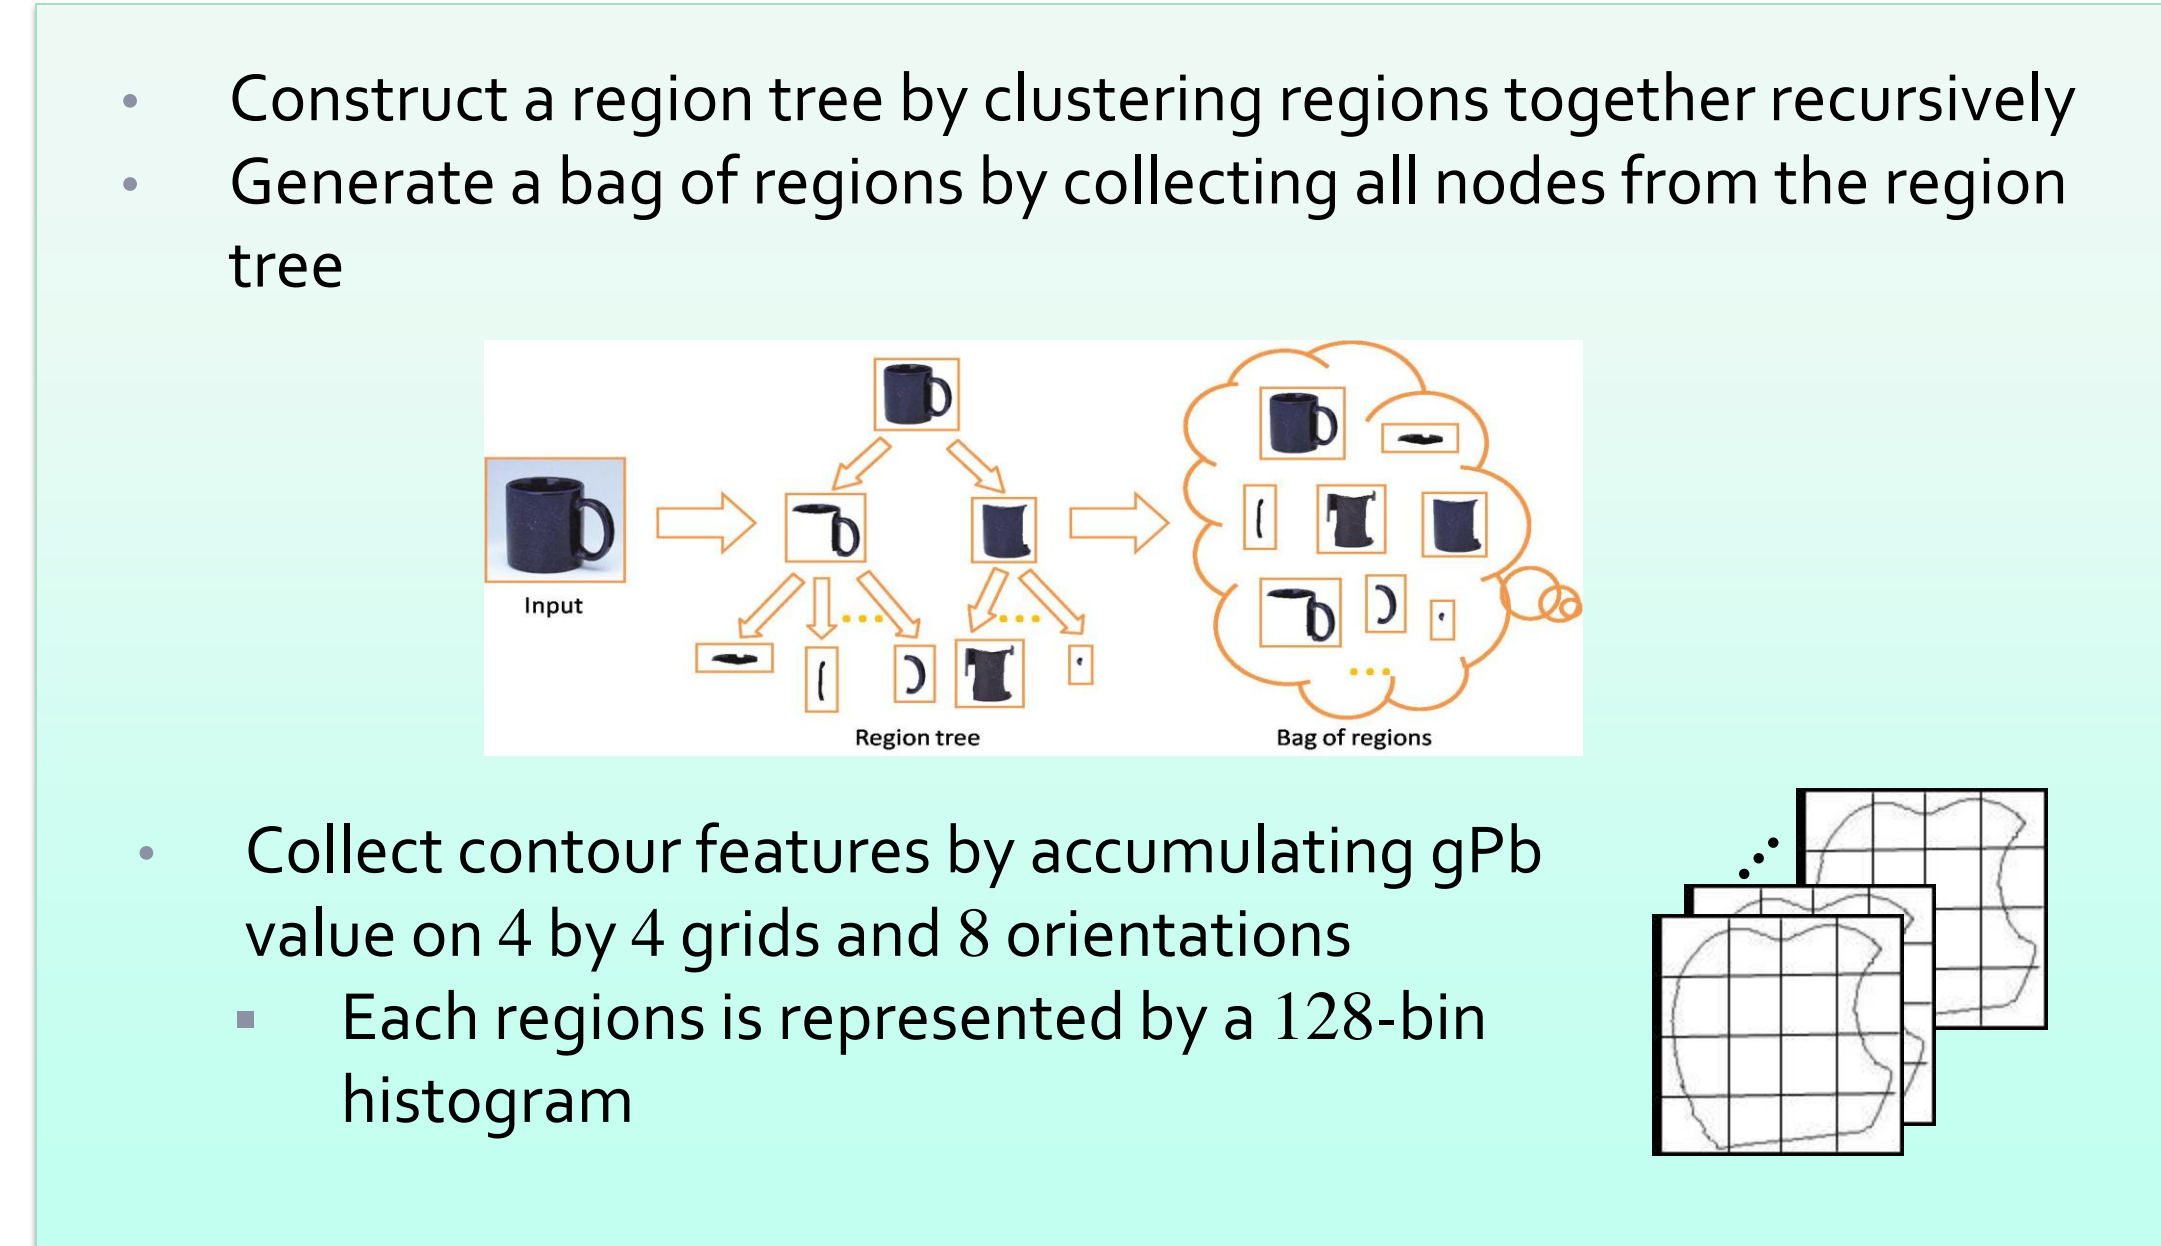 Construct a region tree by clustering regions together recursively
Generate a bag of regions by collecting all nodes from the region
tree
Input
Region tree
Bag of regions
Collect contour features by accumulating gPb
value on 4 by 4 grids and 8 orientations
Each regions is represented by a 128-bin
histogram